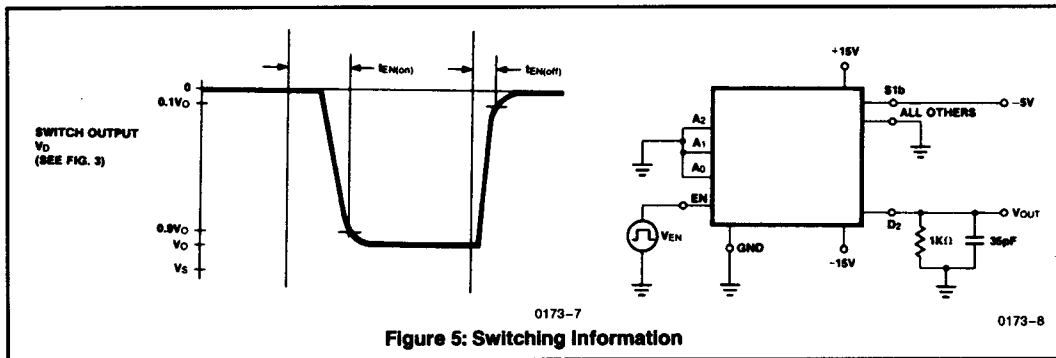 tEN(on)
tEN(off)
0
0.1VO
SWITCH OUTPUT
VD
(SEE FIG. 3)
0.9VO
VO
VS
0173-7
+15V
S1b
-5V
ALL OTHERS
A2
A1
A0
EN
VEN
GND
-15V
D2
VOUT
1KΩ
35pF
0173-8
Figure 5: Switching Information